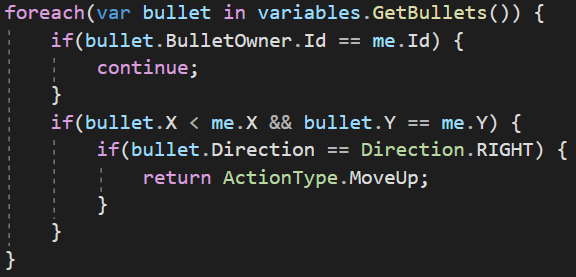 foreach(var bullet in variables.GetBullets()) {
    if(bullet.BulletOwner.Id == me.Id) {
        continue;
    }
    if(bullet.X < me.X && bullet.Y == me.Y) {
        if(bullet.Direction == Direction.RIGHT) {
            return ActionType.MoveUp;
        }
    }
}